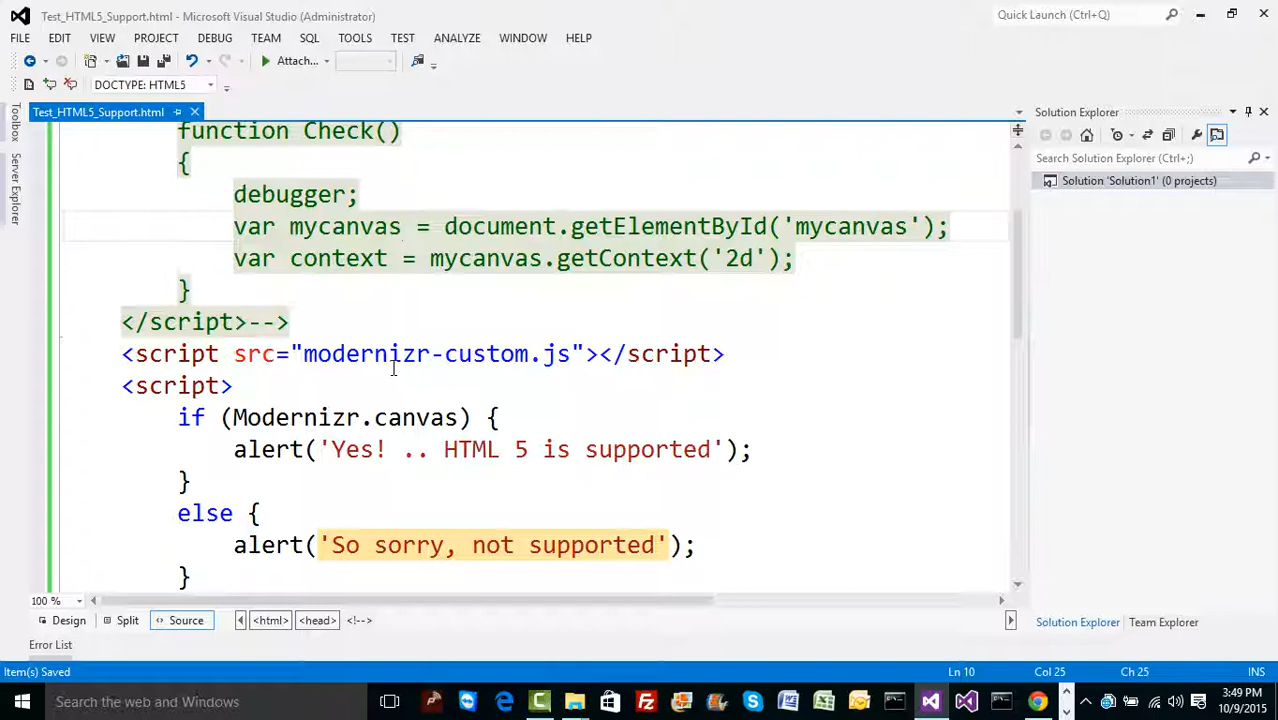 Test_HTML5_Support.html - Microsoft Visual Studio (Administrator)
Quick Launch (Ctrl+Q)
FILE EDIT VIEW PROJECT DEBUG TEAM SQL TOOLS TEST ANALYZE WINDOW HELP
Attach...
DOCTYPE: HTML5
Toolbox
Server Explorer
Test_HTML5_Support.html
function Check()
{
debugger;
var mycanvas = document.getElementById('mycanvas');
var context = mycanvas.getContext('2d');
}
</script>-->
<script src="modernizr-custom.js"></script>
<script>
if (Modernizr.canvas) {
alert('Yes! .. HTML 5 is supported');
}
else {
alert('So sorry, not supported');
}
100 %
Design Split Source <html> <head> <!-->
Solution Explorer
Search Solution Explorer (Ctrl+;)
Solution 'Solution1' (0 projects)
Solution Explorer Team Explorer
Error List
Item(s) Saved Ln 10 Col 25 Ch 25 INS
Search the web and Windows
3:49 PM
10/9/2015